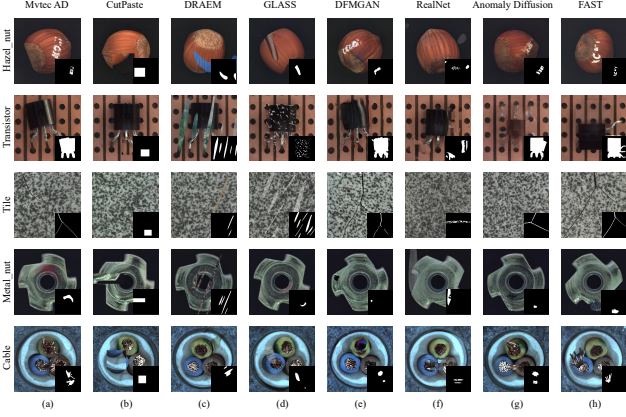 Mvtec AD CutPaste DRAEM GLASS DFMGAN RealNet Anomaly Diffusion FAST
Hazel_nut
Transistor
Tile
Metal_nut
Cable
(a) (b) (c) (d) (e) (f) (g) (h)